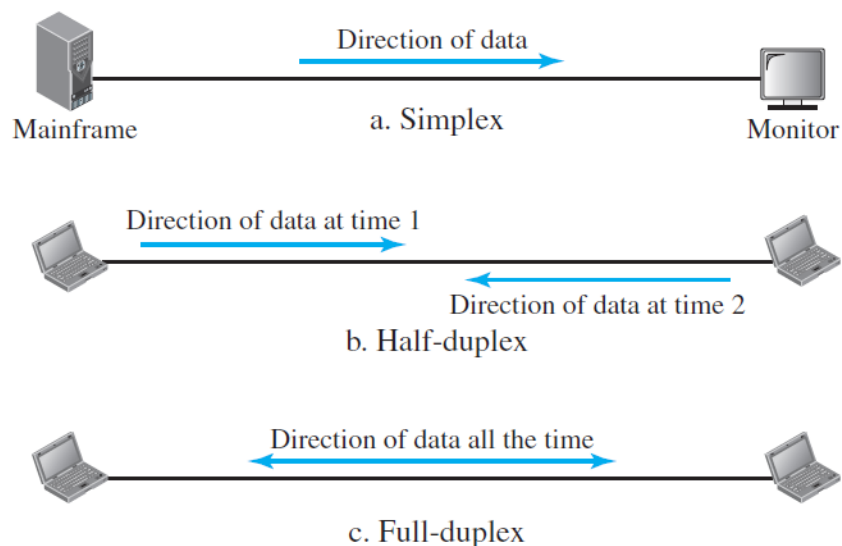 Direction of data
Mainframe
a. Simplex
Monitor
Direction of data at time 1
Direction of data at time 2
b. Half-duplex
Direction of data all the time
c. Full-duplex